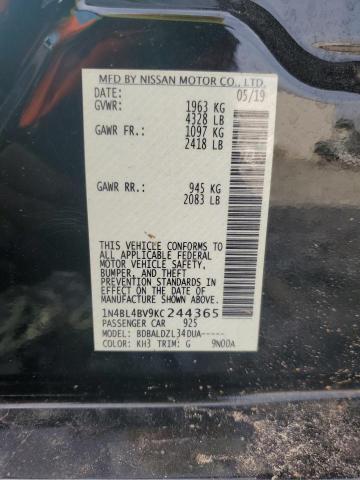 MFD BY NISSAN MOTOR CO., LTD.
DATE: 05/19
GVWR: 1963 KG
4328 LB
GAWR FR.: 1097 KG
2418 LB
GAWR RR.: 945 KG
2083 LB
THIS VEHICLE CONFORMS TO
ALL APPLICABLE FEDERAL
MOTOR VEHICLE SAFETY,
BUMPER, AND THEFT
PREVENTION STANDARDS
IN EFFECT ON THE DATE OF
MANUFACTURE SHOWN ABOVE.
1N4BL4BV9KC244365
PASSENGER CAR 925
MODEL: BDBALDZL34DUA-----
COLOR: KH3 TRIM: G 9N00A